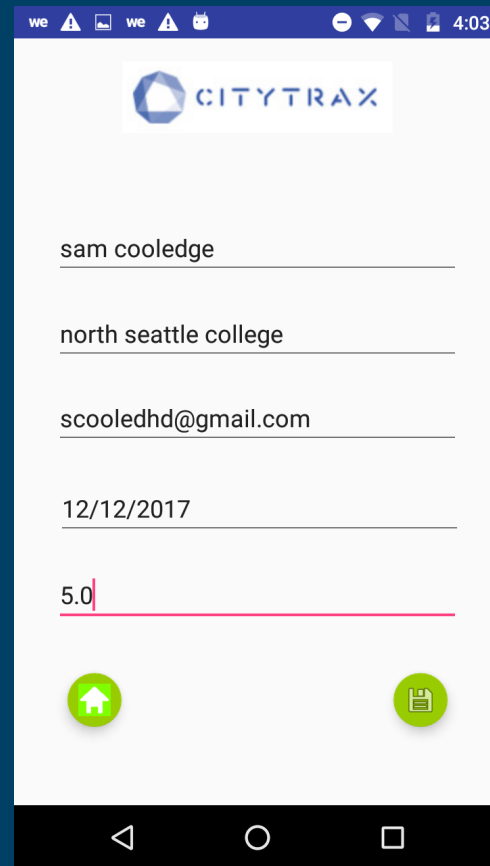 we we 4:03
CITYTRAX
sam cooledge
north seattle college
scooledhd@gmail.com
12/12/2017
5.0